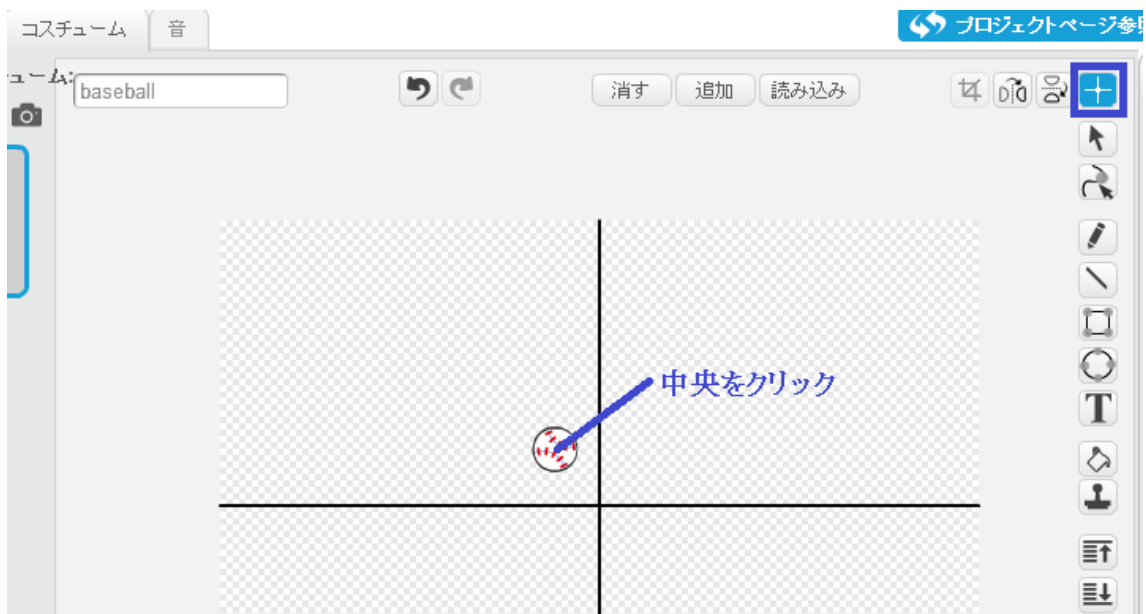 コスチューム 音
プロジェクトページ参照
ューム:
baseball
消す 追加 読み込み
中央をクリック
T